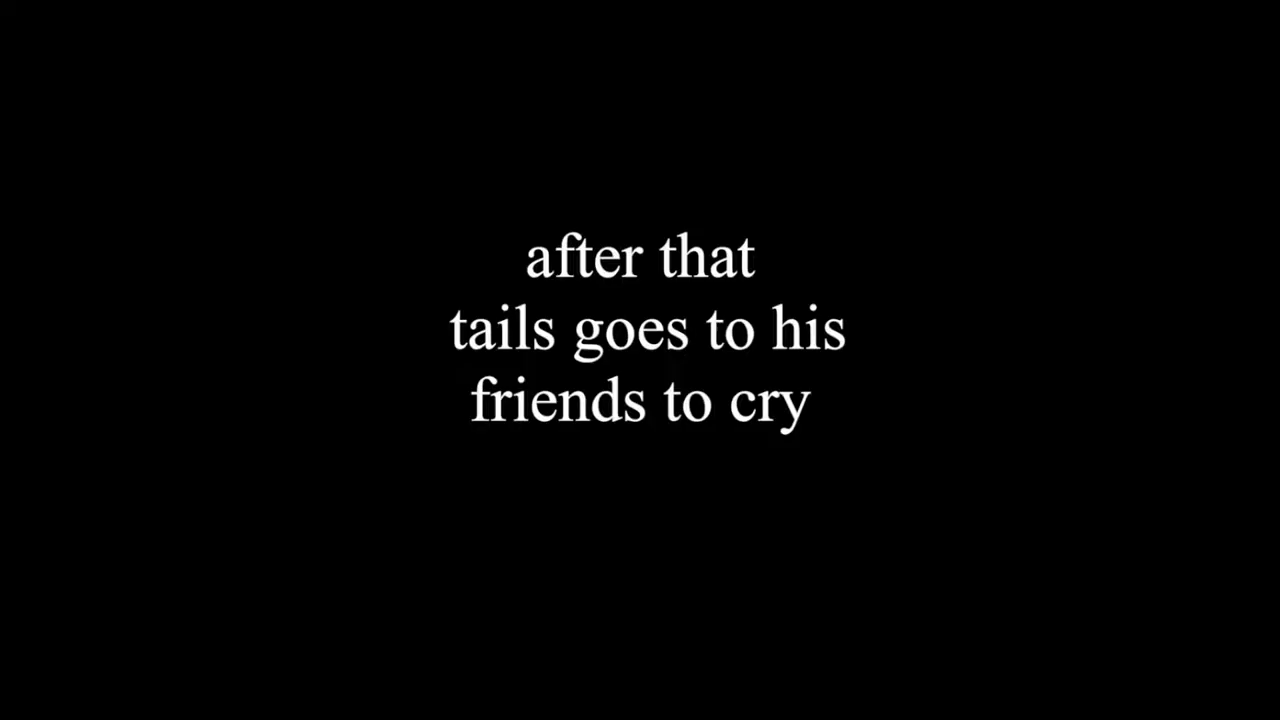 after that
tails goes to his
friends to cry